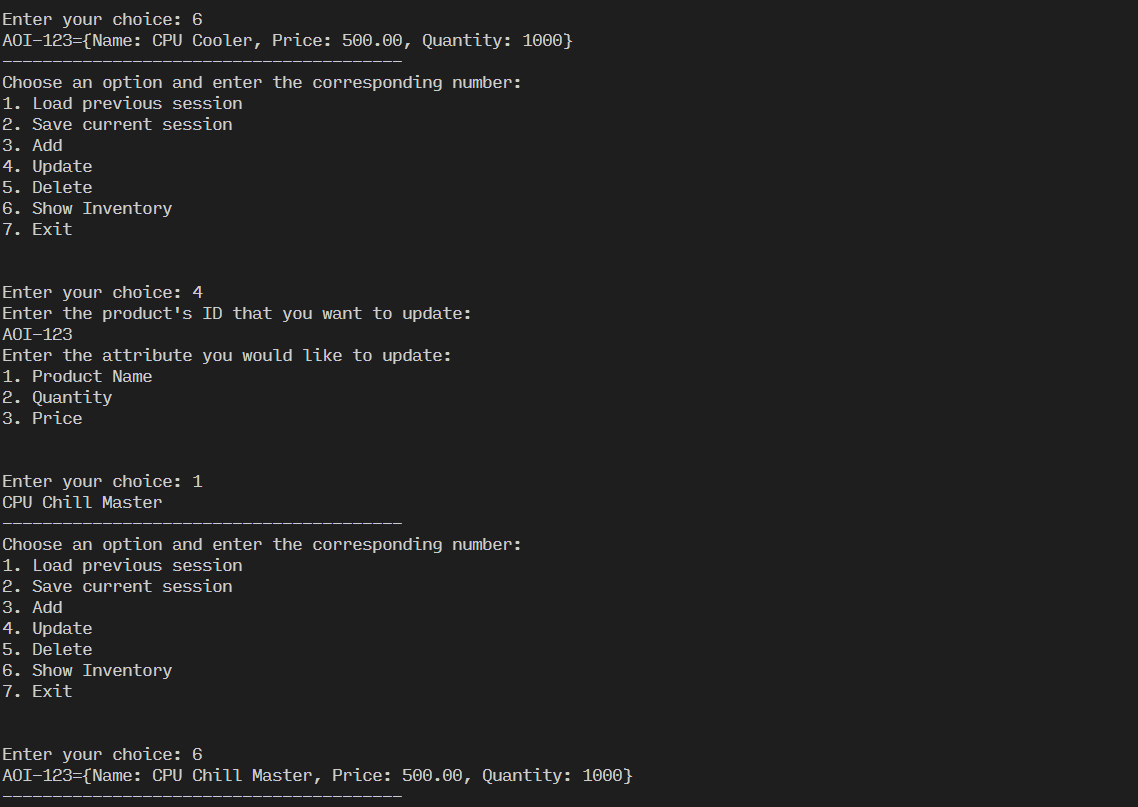 Enter your choice: 6
AOI-123={Name: CPU Cooler, Price: 500.00, Quantity: 1000}
----------------------------------------
Choose an option and enter the corresponding number:
1. Load previous session
2. Save current session
3. Add
4. Update
5. Delete
6. Show Inventory
7. Exit
Enter your choice: 4
Enter the product's ID that you want to update:
AOI-123
Enter the attribute you would like to update:
1. Product Name
2. Quantity
3. Price
Enter your choice: 1
CPU Chill Master
----------------------------------------
Choose an option and enter the corresponding number:
1. Load previous session
2. Save current session
3. Add
4. Update
5. Delete
6. Show Inventory
7. Exit
Enter your choice: 6
AOI-123={Name: CPU Chill Master, Price: 500.00, Quantity: 1000}
----------------------------------------